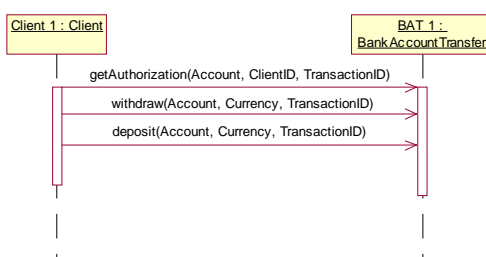 Client 1 : Client
BAT 1 :
BankAccountTransfer
getAuthorization(Account, ClientID, TransactionID)
withdraw(Account, Currency, TransactionID)
deposit(Account, Currency, TransactionID)